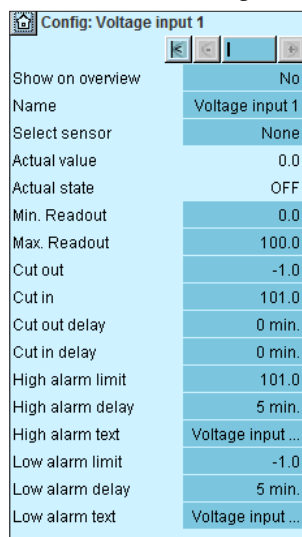 Config: Voltage input 1
Show on overview No
Name Voltage input 1
Select sensor None
Actual value 0.0
Actual state OFF
Min. Readout 0.0
Max. Readout 100.0
Cut out -1.0
Cut in 101.0
Cut out delay 0 min.
Cut in delay 0 min.
High alarm limit 101.0
High alarm delay 5 min.
High alarm text Voltage input ...
Low alarm limit -1.0
Low alarm delay 5 min.
Low alarm text Voltage input ...